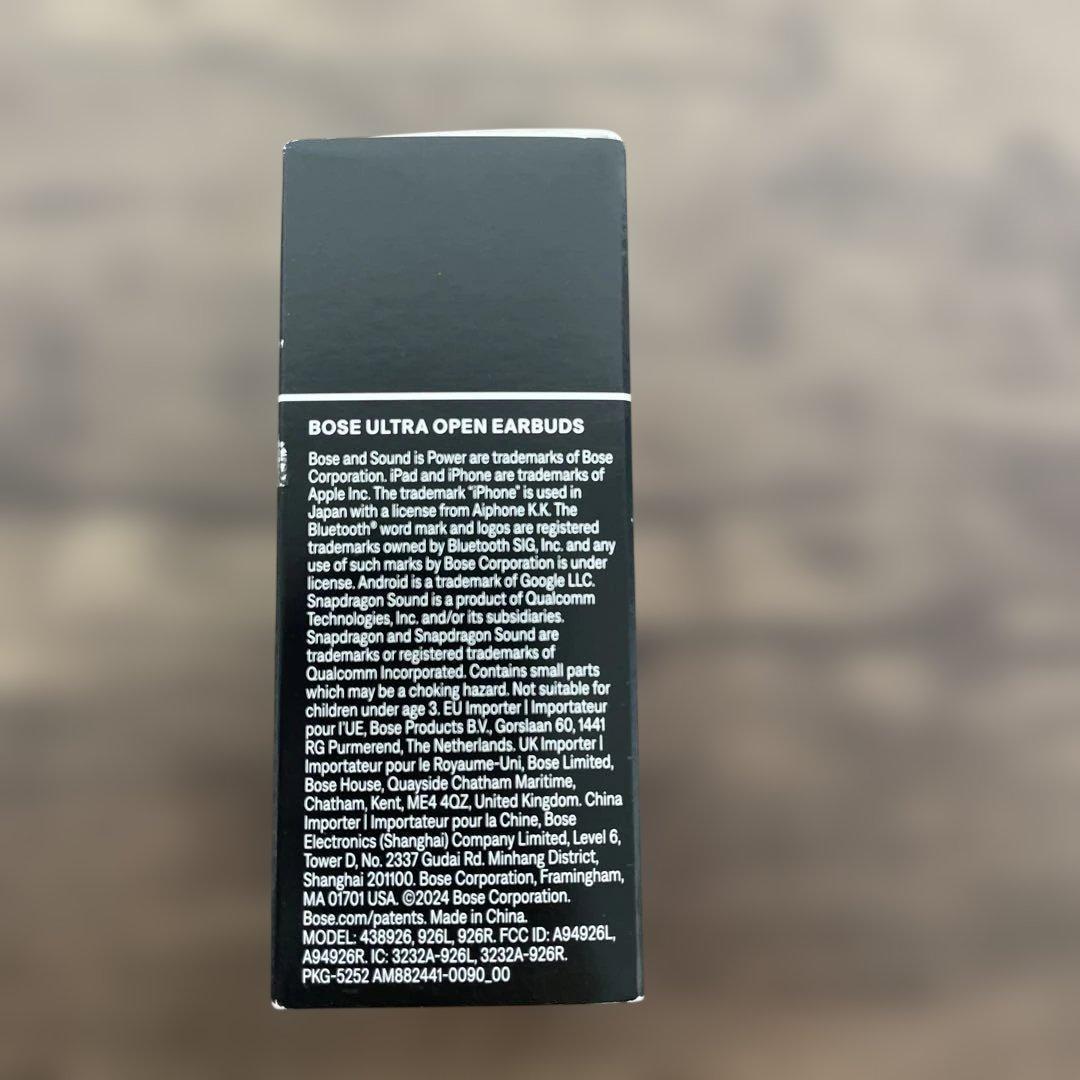 BOSE ULTRA OPEN EARBUDS
Bose and Sound is Power are trademarks of Bose
Corporation. iPad and iPhone are trademarks of
Apple Inc. The trademark "iPhone" is used in
Japan with a license from Aiphone K.K. The
Bluetooth® word mark and logos are registered
trademarks owned by Bluetooth SIG, Inc. and any
use of such marks by Bose Corporation is under
license. Android is a trademark of Google LLC.
Snapdragon Sound is a product of Qualcomm
Technologies, Inc. and/or its subsidiaries.
Snapdragon and Snapdragon Sound are
trademarks or registered trademarks of
Qualcomm Incorporated. Contains small parts
which may be a choking hazard. Not suitable for
children under age 3. EU Importer | Importateur
pour l'UE, Bose Products B.V., Gorslaan 60, 1441
RG Purmerend, The Netherlands. UK Importer |
Importateur pour le Royaume-Uni, Bose Limited,
Bose House, Quayside Chatham Maritime,
Chatham, Kent, ME4 4QZ, United Kingdom. China
Importer | Importateur pour la Chine, Bose
Electronics (Shanghai) Company Limited, Level 6,
Tower D, No. 2337 Gudai Rd. Minhang District,
Shanghai 201100. Bose Corporation, Framingham,
MA 01701 USA. ©2024 Bose Corporation.
Bose.com/patents. Made in China.
MODEL: 438926, 926L, 926R. FCC ID: A94926L,
A94926R. IC: 3232A-926L, 3232A-926R.
PKG-5252 AM882441-0090_00